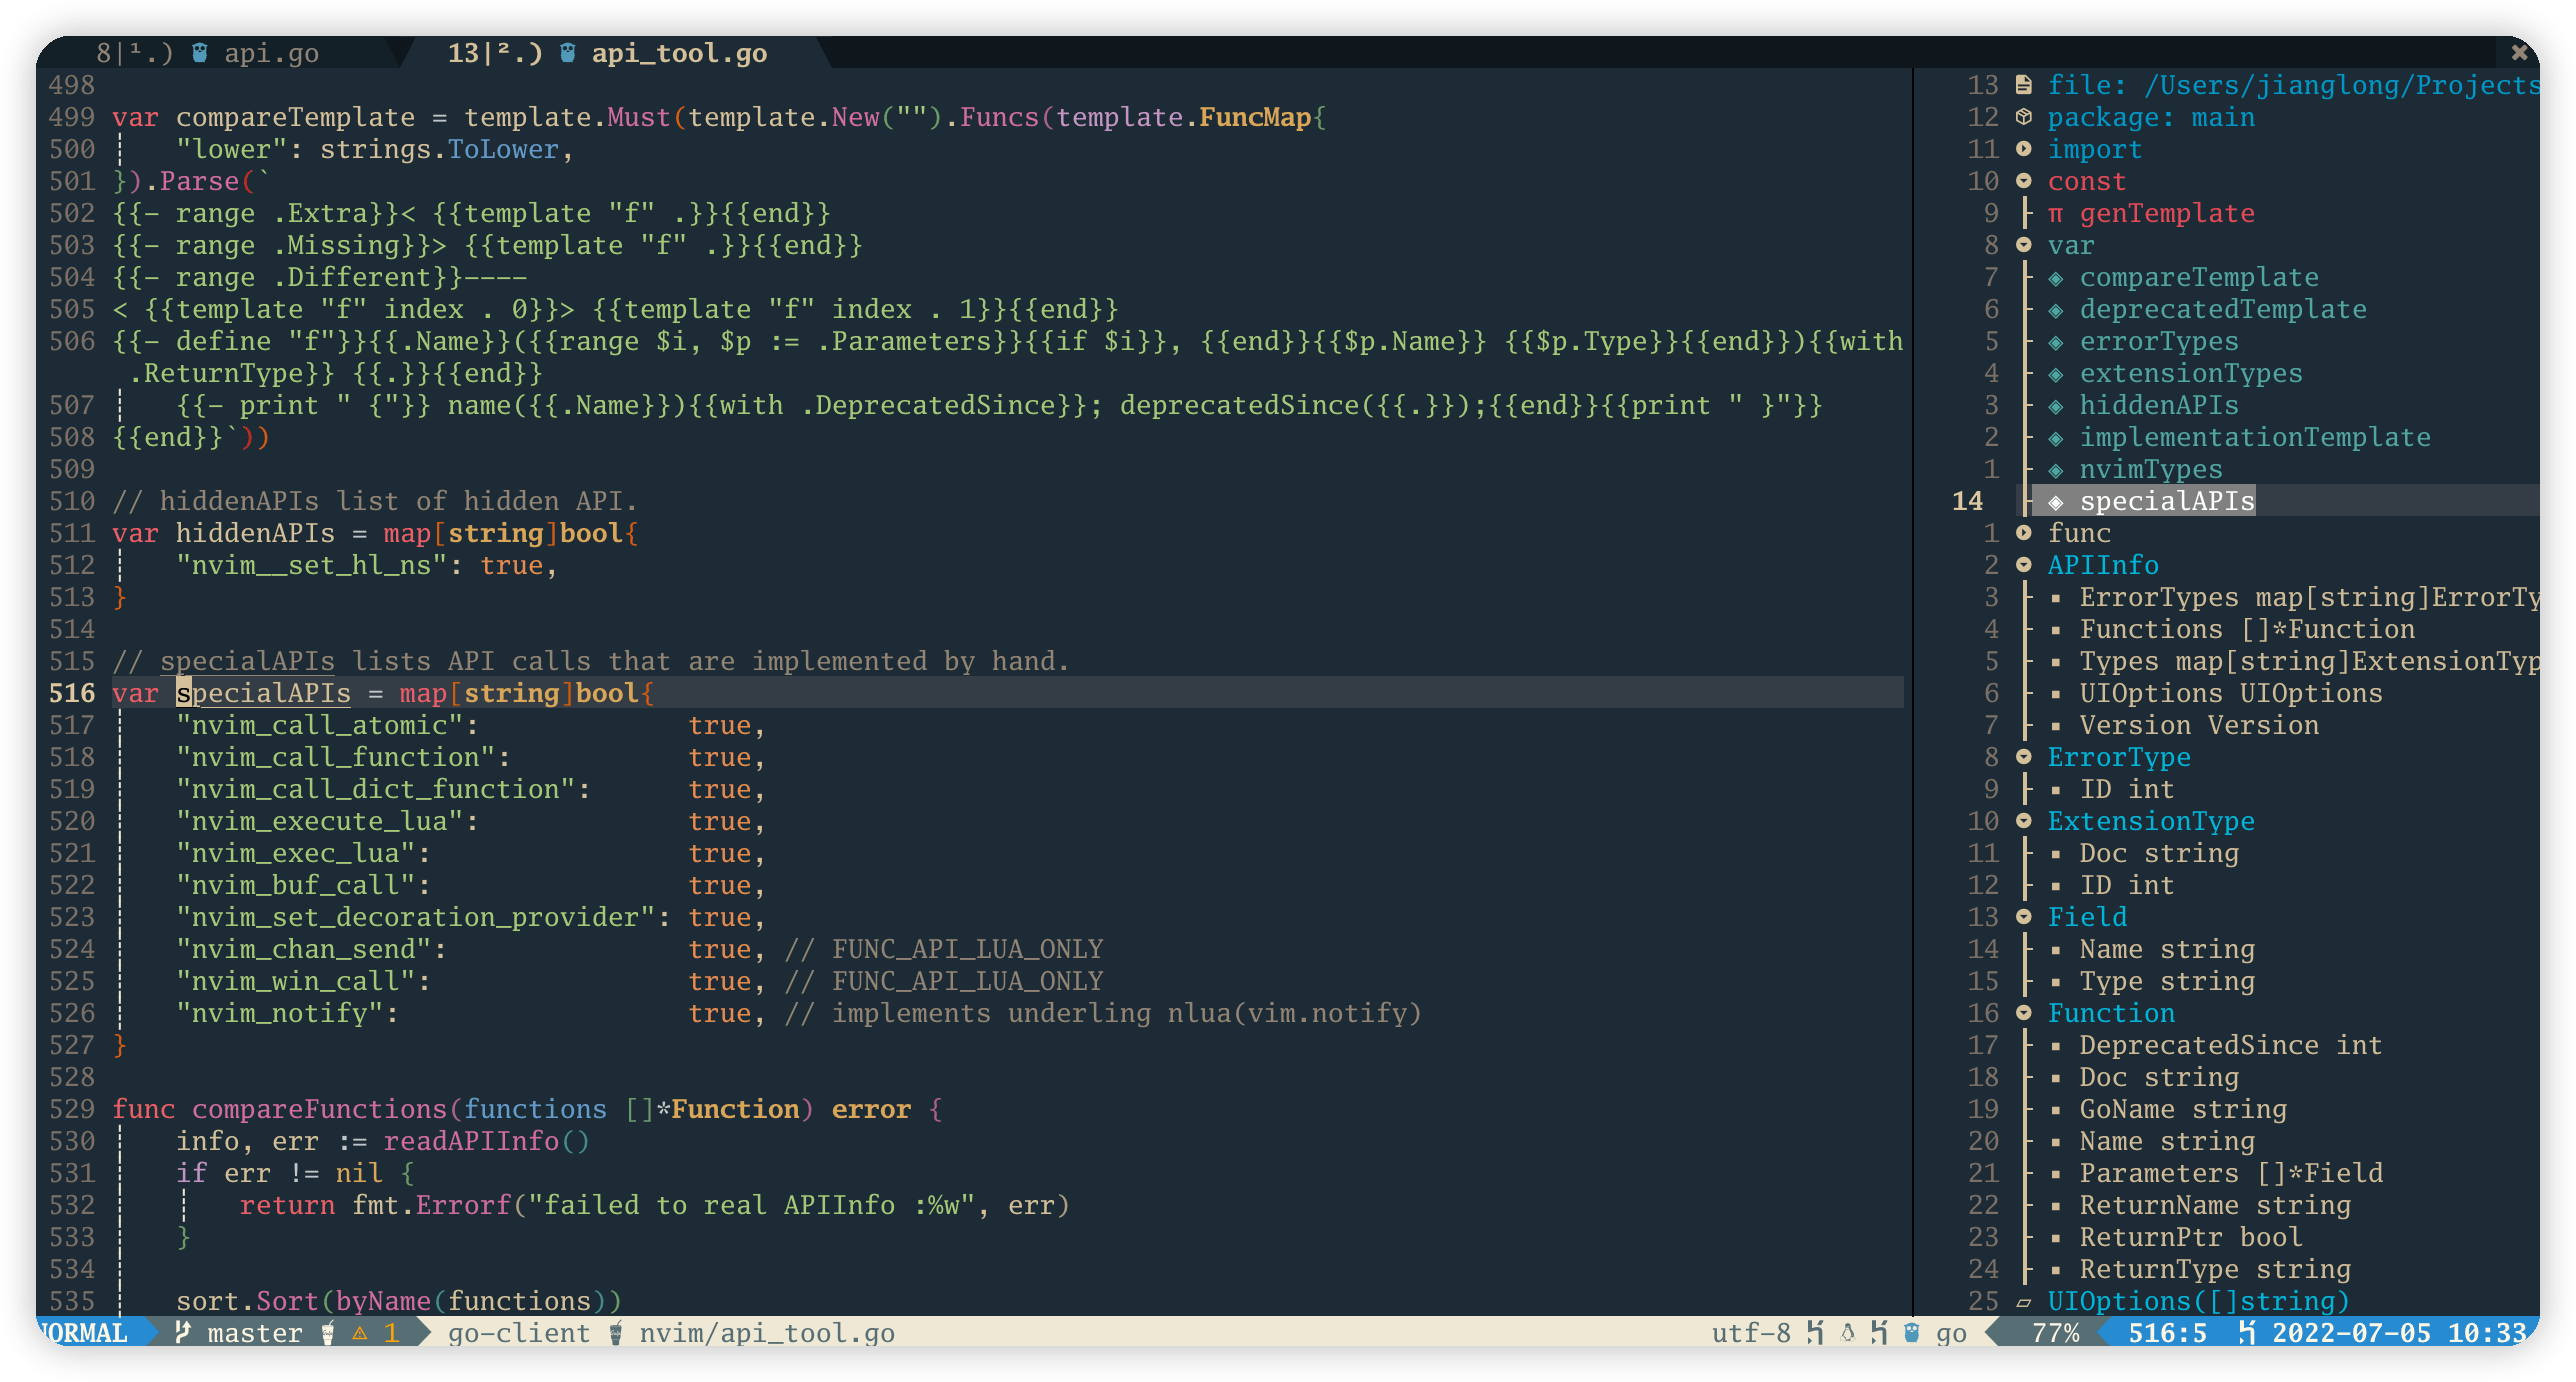 8|¹.) api.go 13|².) api_tool.go ✖
498
499 var compareTemplate = template.Must(template.New("").Funcs(template.FuncMap{
500     "lower": strings.ToLower,
501 }).Parse(`
502 {{- range .Extra}}< {{template "f" .}}{{end}}
503 {{- range .Missing}}> {{template "f" .}}{{end}}
504 {{- range .Different}}----
505 < {{template "f" index . 0}}> {{template "f" index . 1}}{{end}}
506 {{- define "f"}}{{.Name}}({{range $i, $p := .Parameters}}{{if $i}}, {{end}}{{$p.Name}} {{$p.Type}}{{end}}){{with
.ReturnType}} {{.}}{{end}}
507     {{- print " {"}} name({{.Name}}){{with .DeprecatedSince}}; deprecatedSince({{.}});{{end}}{{print " }"}}
508 {{end}}`))
509
510 // hiddenAPIs list of hidden API.
511 var hiddenAPIs = map[string]bool{
512     "nvim__set_hl_ns": true,
513 }
514
515 // specialAPIs lists API calls that are implemented by hand.
516 var specialAPIs = map[string]bool{
517     "nvim_call_atomic":             true,
518     "nvim_call_function":           true,
519     "nvim_call_dict_function":      true,
520     "nvim_execute_lua":             true,
521     "nvim_exec_lua":                true,
522     "nvim_buf_call":                true,
523     "nvim_set_decoration_provider": true,
524     "nvim_chan_send":               true, // FUNC_API_LUA_ONLY
525     "nvim_win_call":                true, // FUNC_API_LUA_ONLY
526     "nvim_notify":                  true, // implements underling nlua(vim.notify)
527 }
528
529 func compareFunctions(functions []*Function) error {
530     info, err := readAPIInfo()
531     if err != nil {
532         return fmt.Errorf("failed to real APIInfo :%w", err)
533     }
534
535     sort.Sort(byName(functions))
13 file: /Users/jianglong/Projects
12 package: main
11 import
10 const
9 π genTemplate
8 var
7 ◈ compareTemplate
6 ◈ deprecatedTemplate
5 ◈ errorTypes
4 ◈ extensionTypes
3 ◈ hiddenAPIs
2 ◈ implementationTemplate
1 ◈ nvimTypes
14 ◈ specialAPIs
1 func
2 APIInfo
3 ▪ ErrorTypes map[string]ErrorTy
4 ▪ Functions []*Function
5 ▪ Types map[string]ExtensionTyp
6 ▪ UIOptions UIOptions
7 ▪ Version Version
8 ErrorType
9 ▪ ID int
10 ExtensionType
11 ▪ Doc string
12 ▪ ID int
13 Field
14 ▪ Name string
15 ▪ Type string
16 Function
17 ▪ DeprecatedSince int
18 ▪ Doc string
19 ▪ GoName string
20 ▪ Name string
21 ▪ Parameters []*Field
22 ▪ ReturnName string
23 ▪ ReturnPtr bool
24 ▪ ReturnType string
25 ▱ UIOptions([]string)
NORMAL master ⚠ 1 go-client nvim/api_tool.go utf-8 go 77% 516:5 2022-07-05 10:33